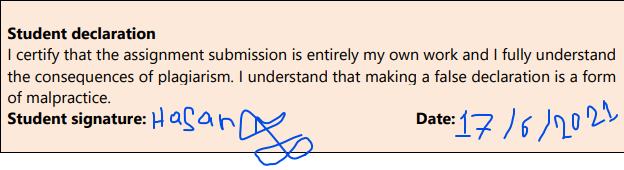 Student declaration
I certify that the assignment submission is entirely my own work and I fully understand
the consequences of plagiarism. I understand that making a false declaration is a form
of malpractice.
Student signature: Hasan Date: 17/6/2021